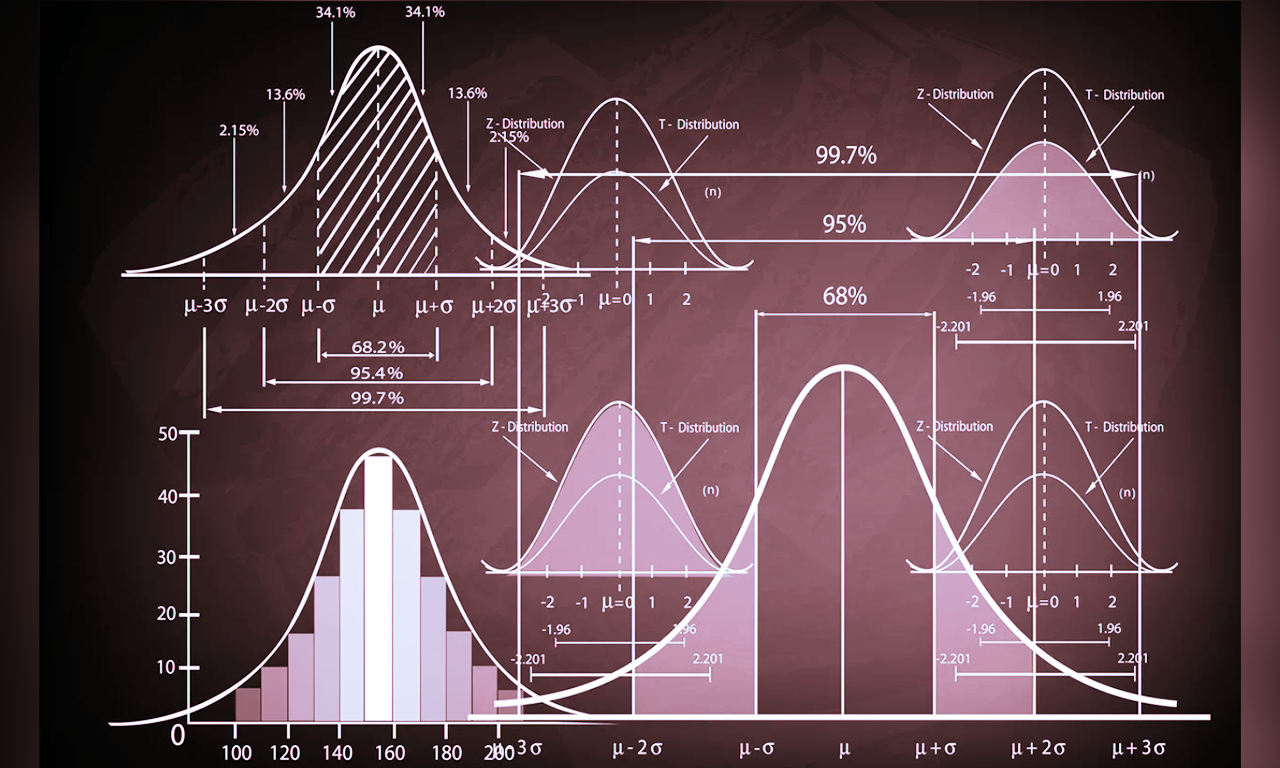 34.1% 34.1%
13.6% 13.6%
2.15% 2.15%
μ-3σ μ-2σ μ-σ μ μ+σ μ+2σ μ+3σ
68.2%
95.4%
99.7%
Z - Distribution T - Distribution
(n)
-2 -1 μ=0 1 2
99.7%
95%
68%
Z - Distribution T - Distribution
(n)
-2 -1 μ=0 1 2
-1.96 1.96
-2.201 2.201
50
40
30
20
10
0
100 120 140 160 180 200
Z - Distribution T - Distribution
(n)
-2 -1 μ=0 1 2
-1.96 1.96
-2.201 2.201
Z - Distribution T - Distribution
(n)
-2 -1 μ=0 1 2
-1.96 1.96
-2.201 2.201
μ-3σ μ-2σ μ-σ μ μ+σ μ+2σ μ+3σ